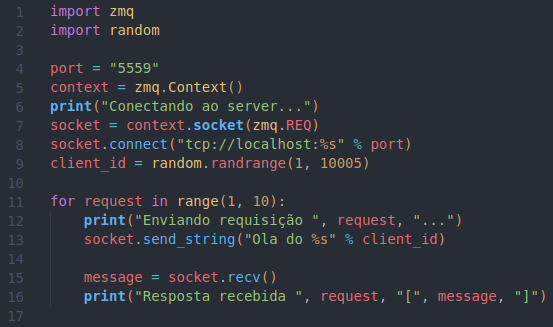 1 import zmq
2 import random
3
4 port = "5559"
5 context = zmq.Context()
6 print("Conectando ao server...")
7 socket = context.socket(zmq.REQ)
8 socket.connect("tcp://localhost:%s" % port)
9 client_id = random.randrange(1, 10005)
10
11 for request in range(1, 10):
12     print("Enviando requisição ", request, "...")
13     socket.send_string("Ola do %s" % client_id)
14
15     message = socket.recv()
16     print("Resposta recebida ", request, "[", message, "]")
17